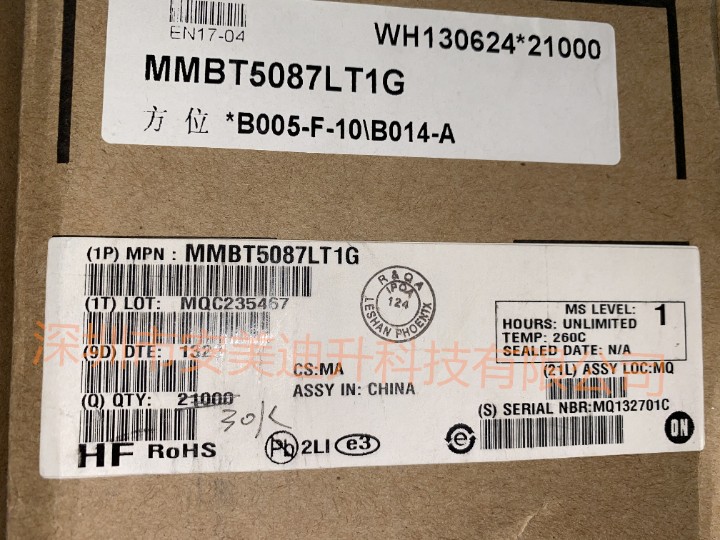 EN17-04
WH130624*21000
MMBT5087LT1G
方 位 *B005-F-10\B014-A
(1P) MPN : MMBT5087LT1G
(1T) LOT: MQC235467
(9D) DTE: 132
(Q) QTY: 21000
30K
HF RoHS
R & QA
IPQA
124
LESHAN PHOENIX
CS:MA
ASSY IN: CHINA
Pb 2LI e3
MS LEVEL: 1
HOURS: UNLIMITED
TEMP: 260C
SEALED DATE: N/A
(21L) ASSY LOC:MQ
(S) SERIAL NBR:MQ132701C
e
ON
深圳市安美迪升科技有限公司